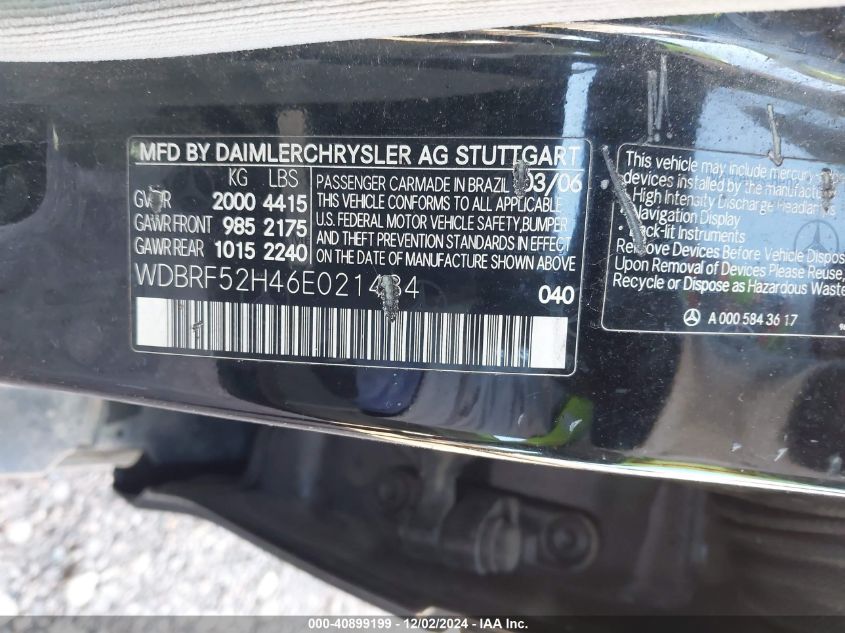 MFD BY DAIMLERCHRYSLER AG STUTTGART
KG LBS
2000 4415
GAWR FRONT 985 2175
GAWR REAR 1015 2240
PASSENGER CARMADE IN BRAZIL 03/06
THIS VEHICLE CONFORMS TO ALL APPLICABLE
U.S. FEDERAL MOTOR VEHICLE SAFETY,BUMPER
AND THEFT PREVENTION STANDARDS IN EFFECT
ON THE DATE OF MANUFACTURE SHOWN ABOVE
040
This vehicle may include mercury
devices installed by the manufacturer:
High Intensity Discharge Headlamps
Navigation Display
Back-lit Instruments
Remove Devices Before Vehicle
Upon Removal of Devices Please Reuse,
Recycle or Dispose as Hazardous
A 000 584 36 17
000-40899199 - 12/02/2024 - IAA Inc.